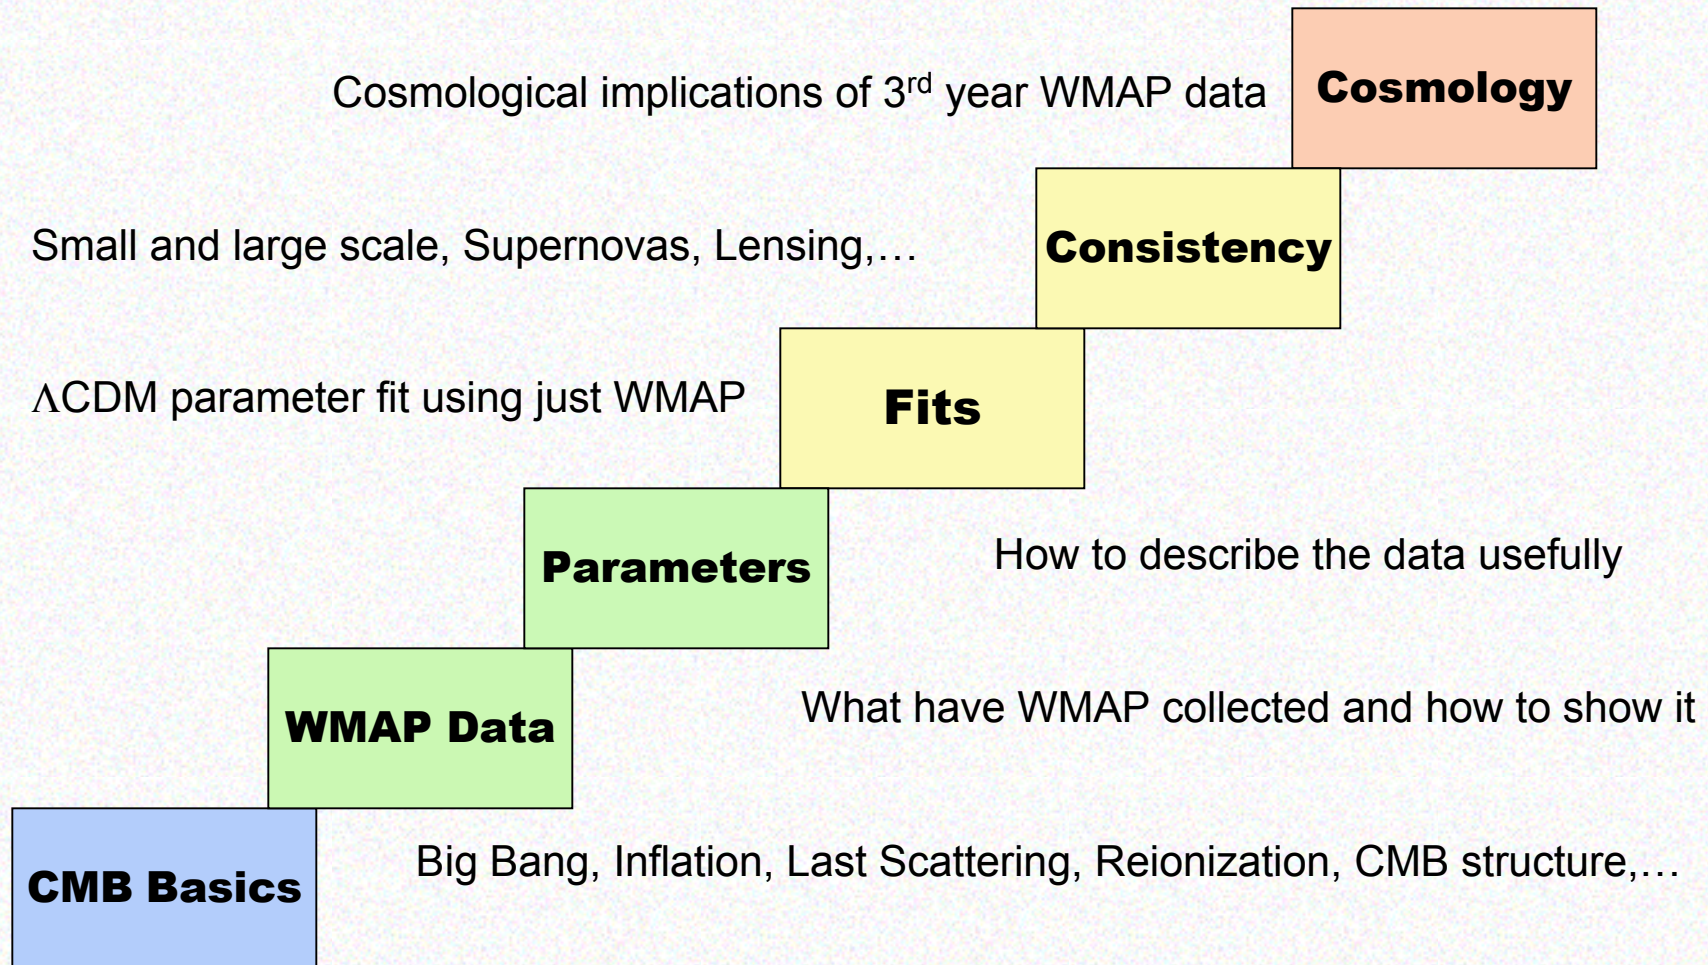 Cosmological implications of 3rd year WMAP data
Cosmology
Small and large scale, Supernovas, Lensing,…
Consistency
ΛCDM parameter fit using just WMAP
Fits
Parameters
How to describe the data usefully
WMAP Data
What have WMAP collected and how to show it
CMB Basics
Big Bang, Inflation, Last Scattering, Reionization, CMB structure,…